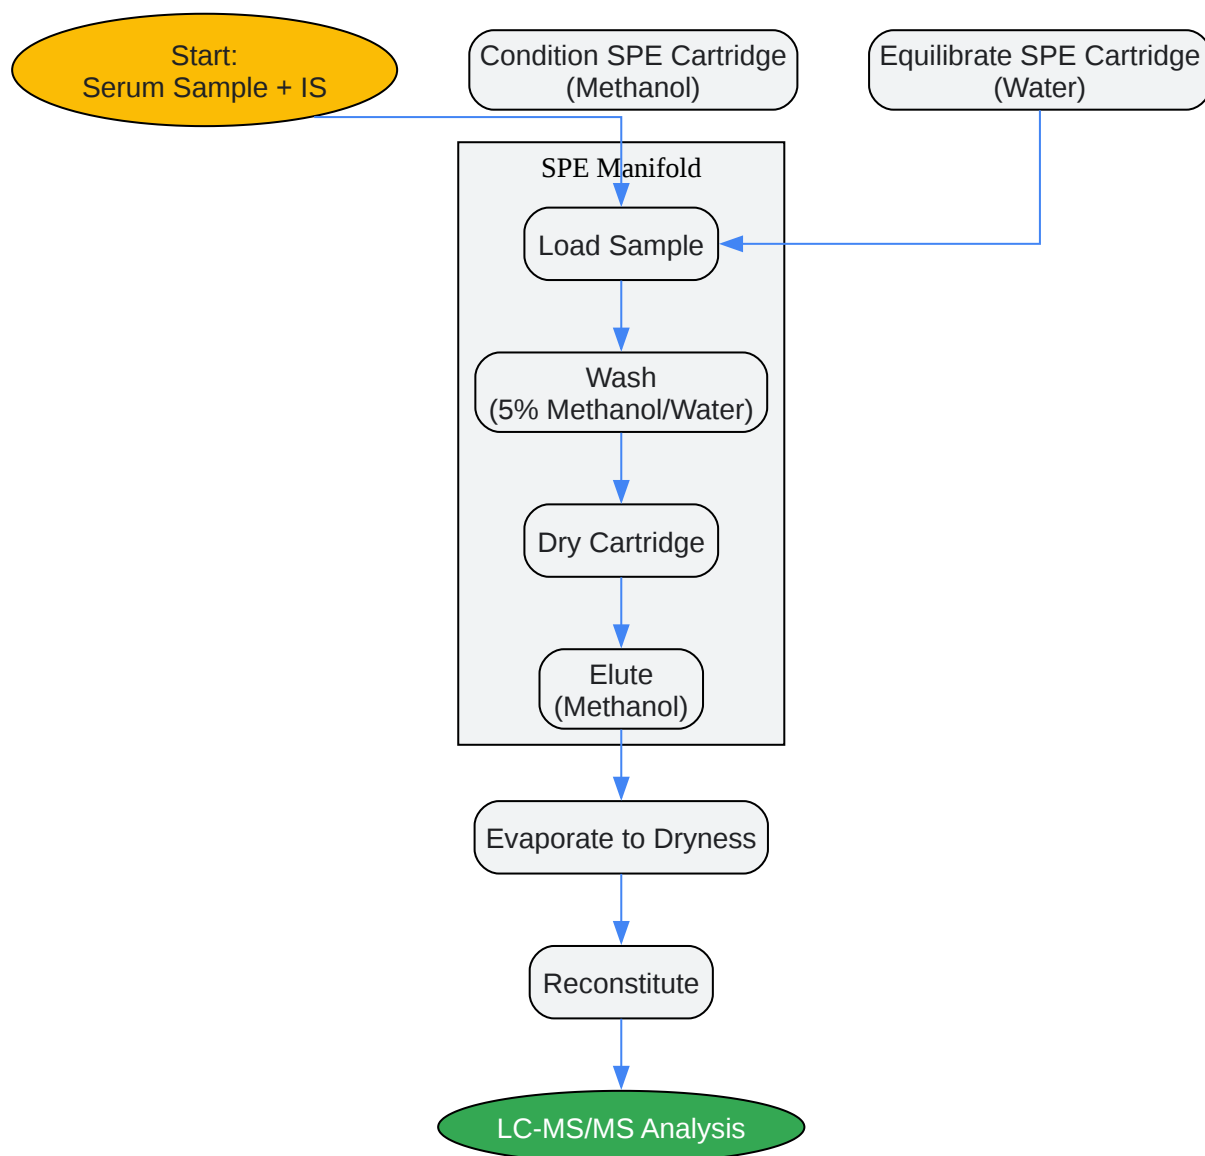 Start:
Serum Sample + IS
Condition SPE Cartridge
(Methanol)
Equilibrate SPE Cartridge
(Water)
SPE Manifold
Load Sample
Wash
(5% Methanol/Water)
Dry Cartridge
Elute
(Methanol)
Evaporate to Dryness
Reconstitute
LC-MS/MS Analysis